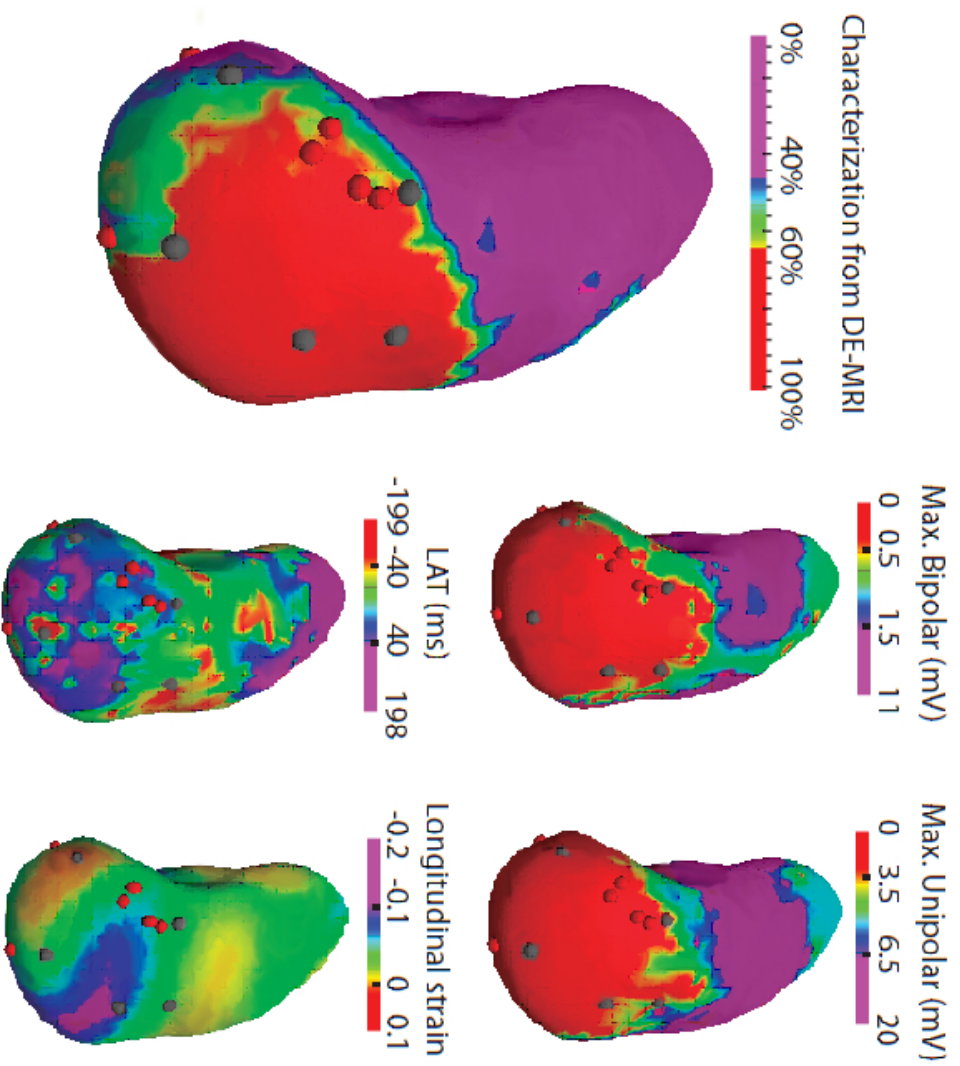 Characterization from DE-MRI
0% 40% 60% 100%
Max. Bipolar (mV)
0 0.5 1.5 11
Max. Unipolar (mV)
0 3.5 6.5 20
LAT (ms)
-199 -40 40 198
Longitudinal strain
-0.2 -0.1 0 0.1